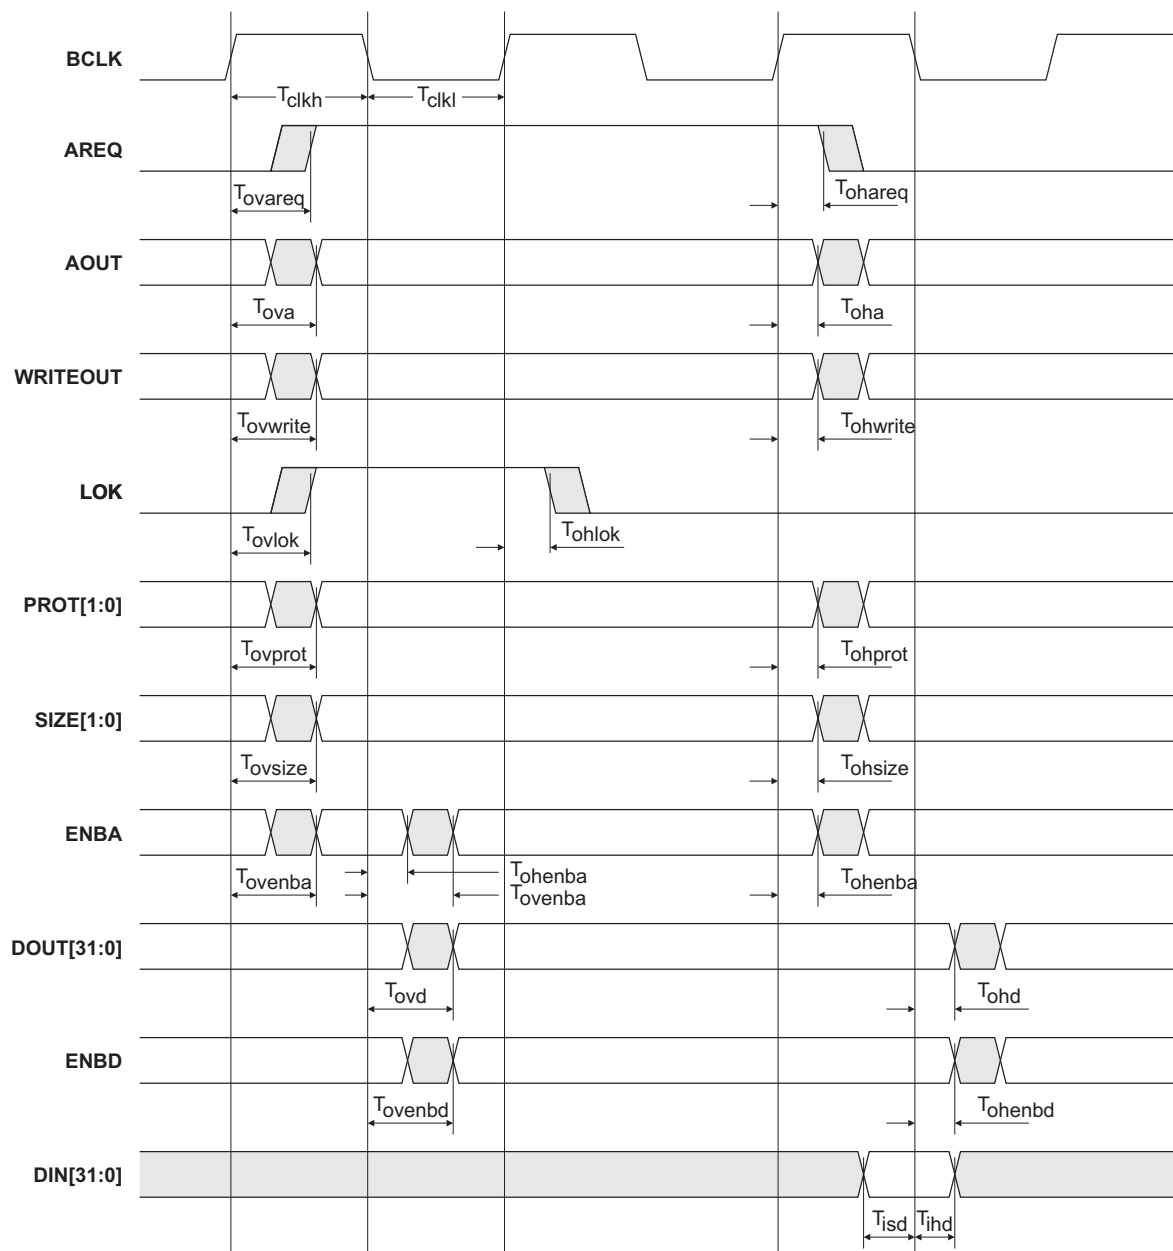 BCLK
Tclkh Tclkl
AREQ
Tovareq Tohareq
AOUT
Tova Toha
WRITEOUT
Tovwrite Tohwrite
LOK
Tovlok Tohlok
PROT[1:0]
Tovprot Tohprot
SIZE[1:0]
Tovsize Tohsize
ENBA
Tovenba Tohenba Tohenba
Tovenba
DOUT[31:0]
Tovd Tohd
ENBD
Tovenbd Tohenbd
DIN[31:0]
Tisd Tihd